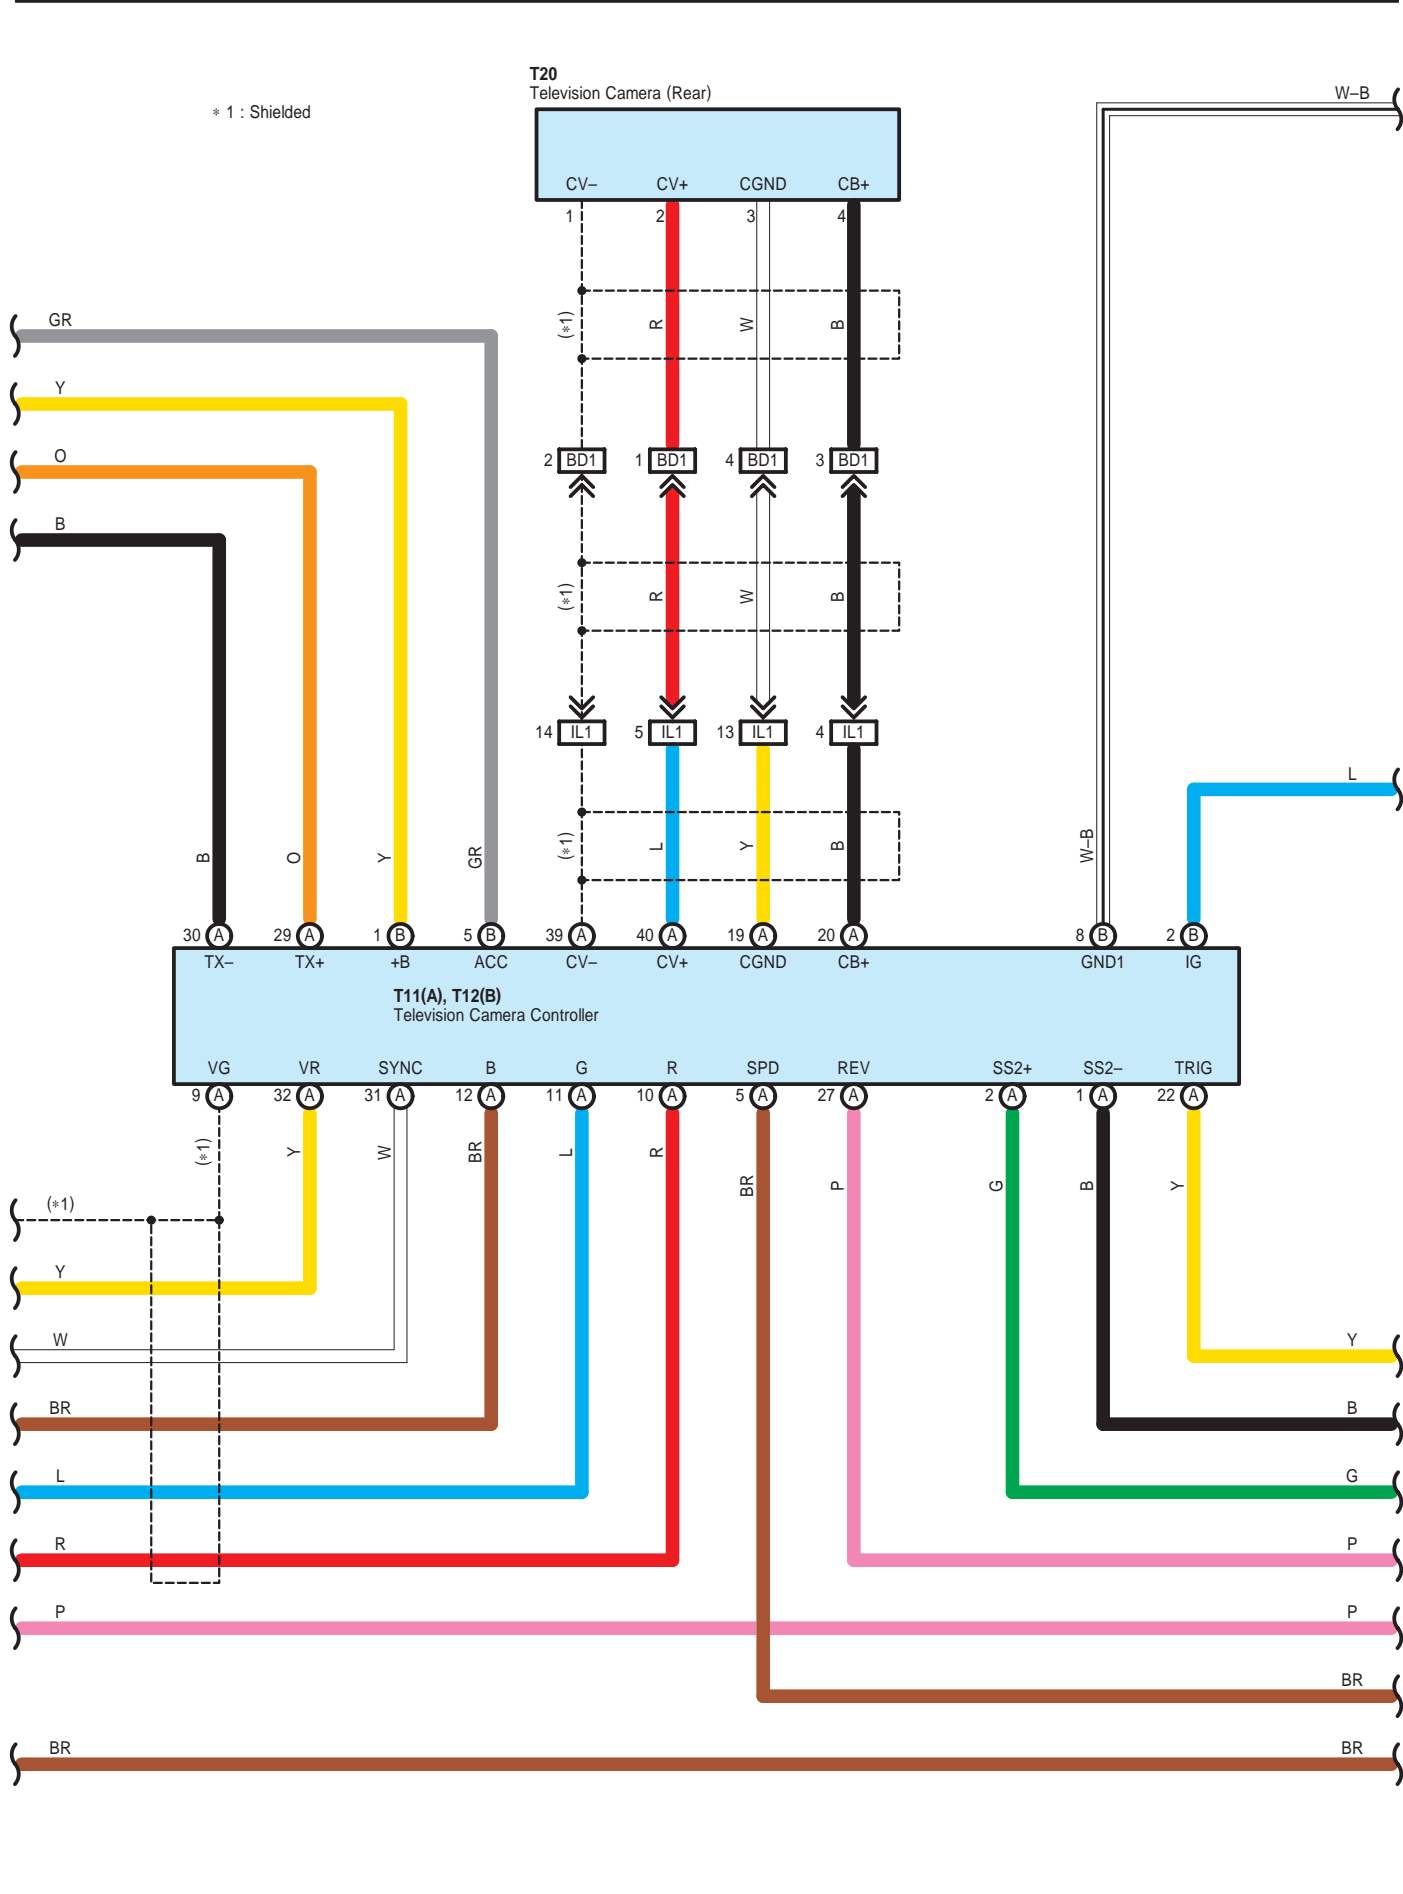 T20
Television Camera (Rear)
* 1 : Shielded
W–B
CV– CV+ CGND CB+
1 2 3 4
GR
(*1) R W B
Y
O
2 BD1 1 BD1 4 BD1 3 BD1
B
(*1) R W B
14 IL1 5 IL1 13 IL1 4 IL1
L
B O Y GR (*1) L Y B W–B
30 A 29 A 1 B 5 B 39 A 40 A 19 A 20 A 8 B 2 B
TX– TX+ +B ACC CV– CV+ CGND CB+ GND1 IG
T11(A), T12(B)
Television Camera Controller
VG VR SYNC B G R SPD REV SS2+ SS2– TRIG
9 A 32 A 31 A 12 A 11 A 10 A 5 A 27 A 2 A 1 A 22 A
(*1) Y W BR L R BR P G B Y
(*1)
Y
W Y
BR B
L G
R P
P P
BR
BR BR